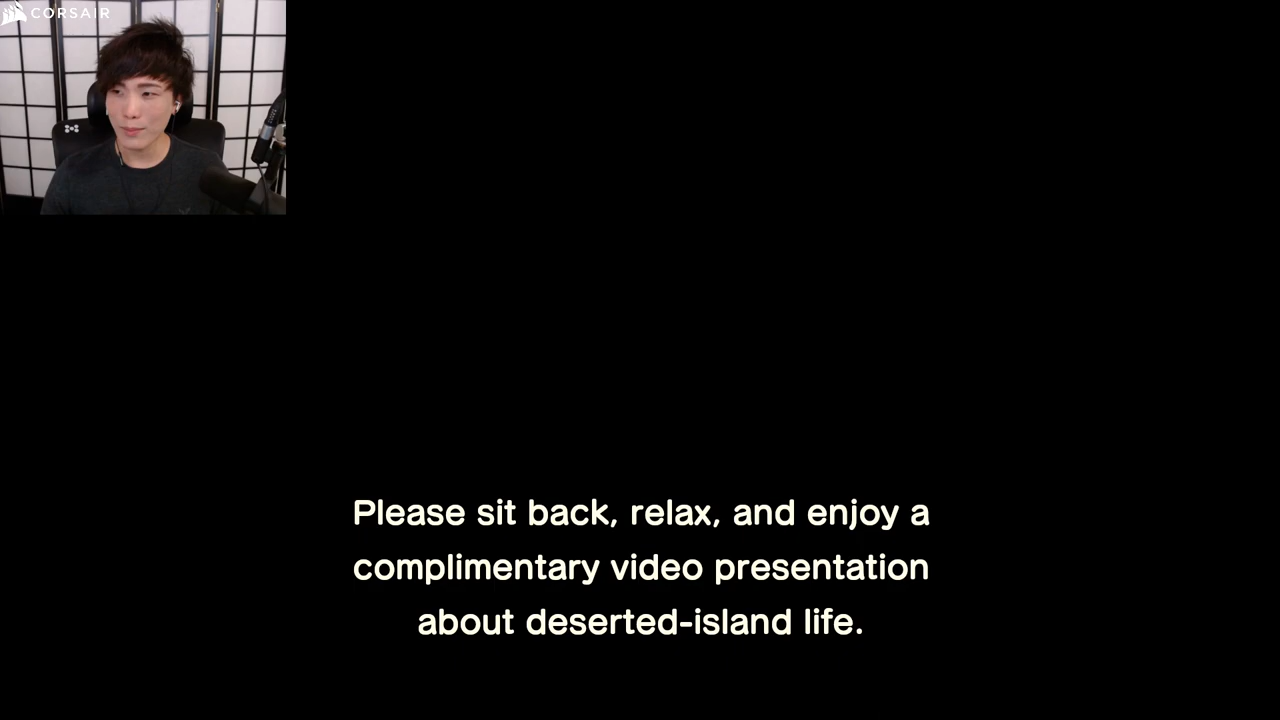 CORSAIR
Please sit back, relax, and enjoy a
complimentary video presentation
about deserted-island life.